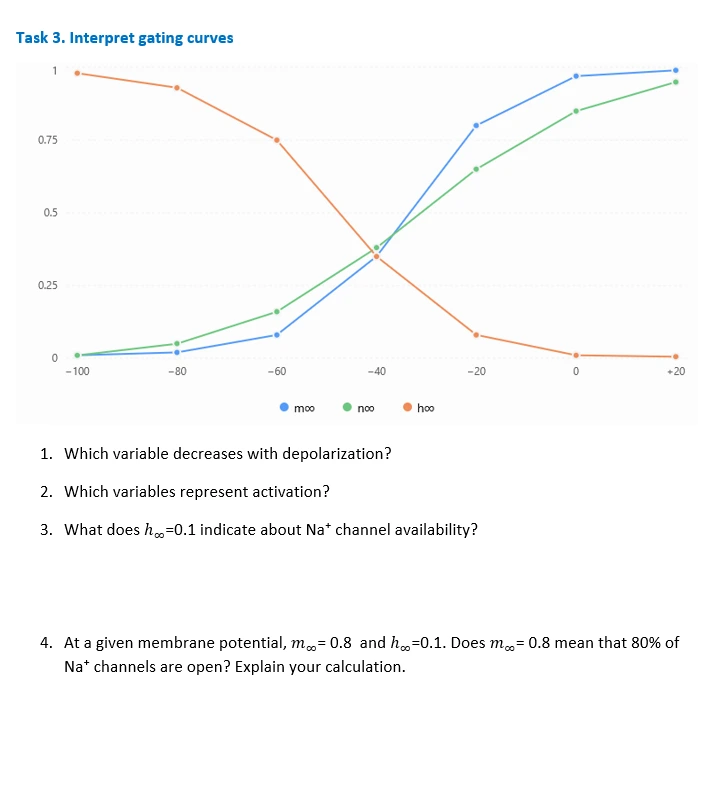 Task 3. Interpret gating curves
1
0.75
0.5
0.25
0
−100 −80 −60 −40 −20 0 +20
m∞ n∞ h∞
1. Which variable decreases with depolarization?
2. Which variables represent activation?
3. What does h∞=0.1 indicate about Na⁺ channel availability?
4. At a given membrane potential, m∞= 0.8 and h∞=0.1. Does m∞= 0.8 mean that 80% of
Na⁺ channels are open? Explain your calculation.